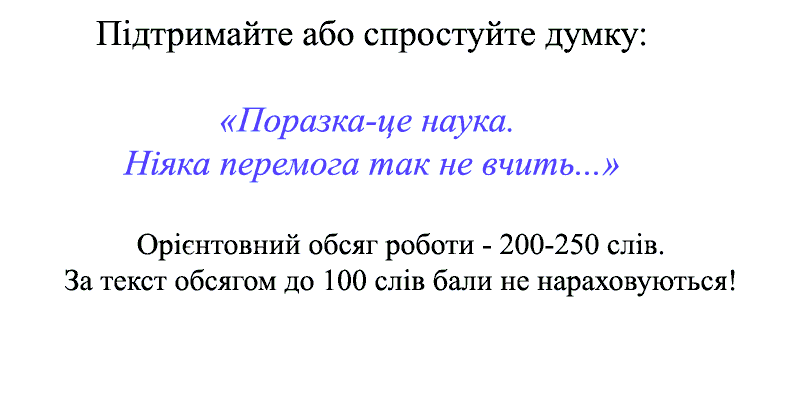 Підтримайте або спростуйте думку:
«Поразка-це наука.
Ніяка перемога так не вчить...»
Орієнтовний обсяг роботи - 200-250 слів.
За текст обсягом до 100 слів бали не нараховуються!